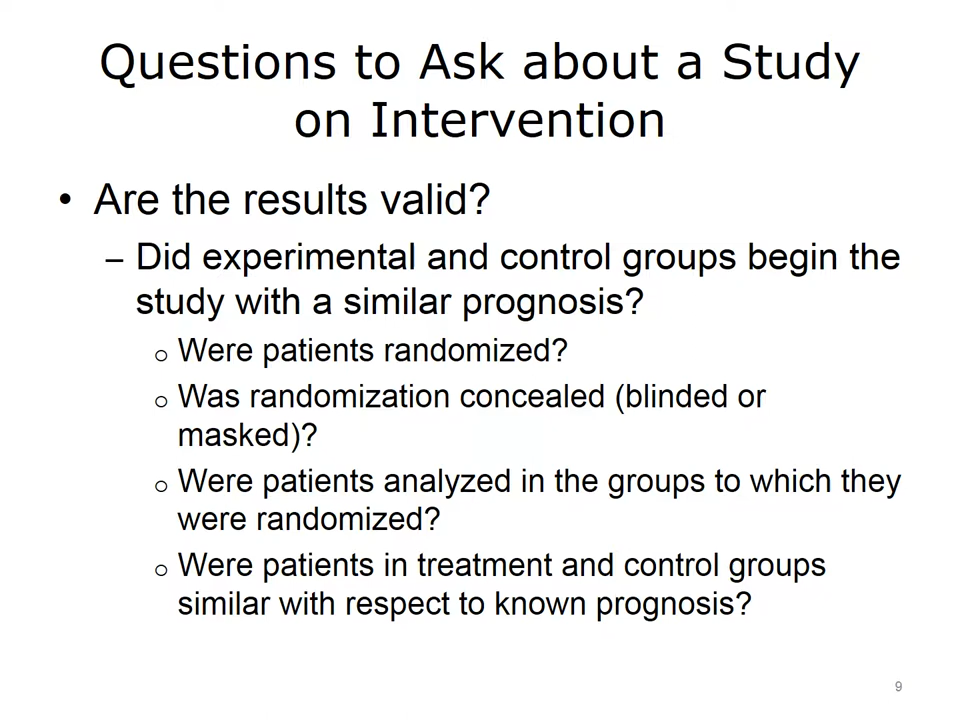 Questions to Ask about a Study
on Intervention
• Are the results valid?
– Did experimental and control groups begin the
study with a similar prognosis?
o Were patients randomized?
o Was randomization concealed (blinded or
masked)?
o Were patients analyzed in the groups to which they
were randomized?
o Were patients in treatment and control groups
similar with respect to known prognosis?
9